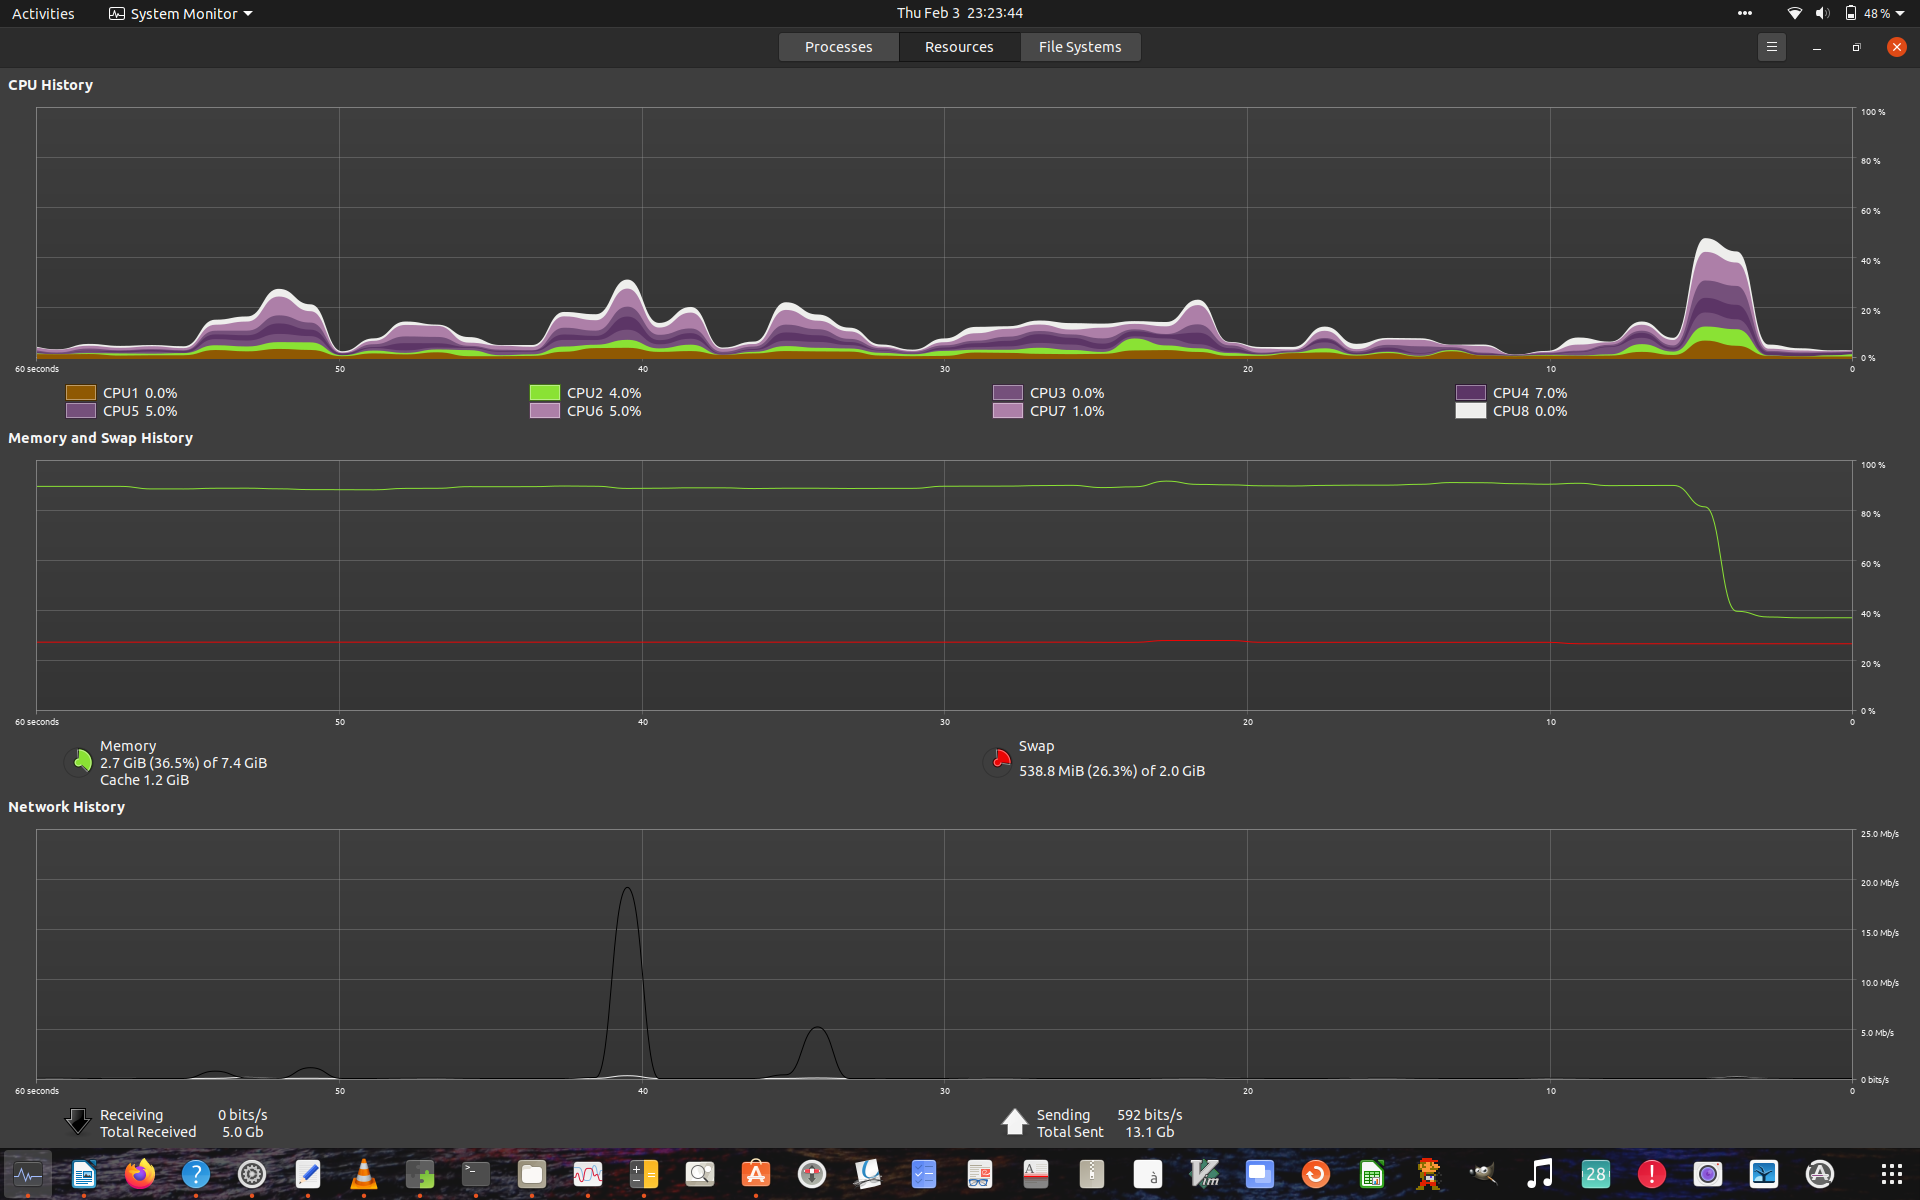 Activities System Monitor Thu Feb 3 23:23:44 48 %
Processes Resources File Systems
CPU History
100 %
80 %
60 %
40 %
20 %
0 %
60 seconds 50 40 30 20 10 0
CPU1 0.0% CPU2 4.0% CPU3 0.0% CPU4 7.0%
CPU5 5.0% CPU6 5.0% CPU7 1.0% CPU8 0.0%
Memory and Swap History
100 %
80 %
60 %
40 %
20 %
0 %
60 seconds 50 40 30 20 10 0
Memory
2.7 GiB (36.5%) of 7.4 GiB
Cache 1.2 GiB
Swap
538.8 MiB (26.3%) of 2.0 GiB
Network History
25.0 Mb/s
20.0 Mb/s
15.0 Mb/s
10.0 Mb/s
5.0 Mb/s
0 bits/s
60 seconds 50 40 30 20 10 0
Receiving 0 bits/s
Total Received 5.0 Gb
Sending 592 bits/s
Total Sent 13.1 Gb
? >_ A A à Vim 28 !